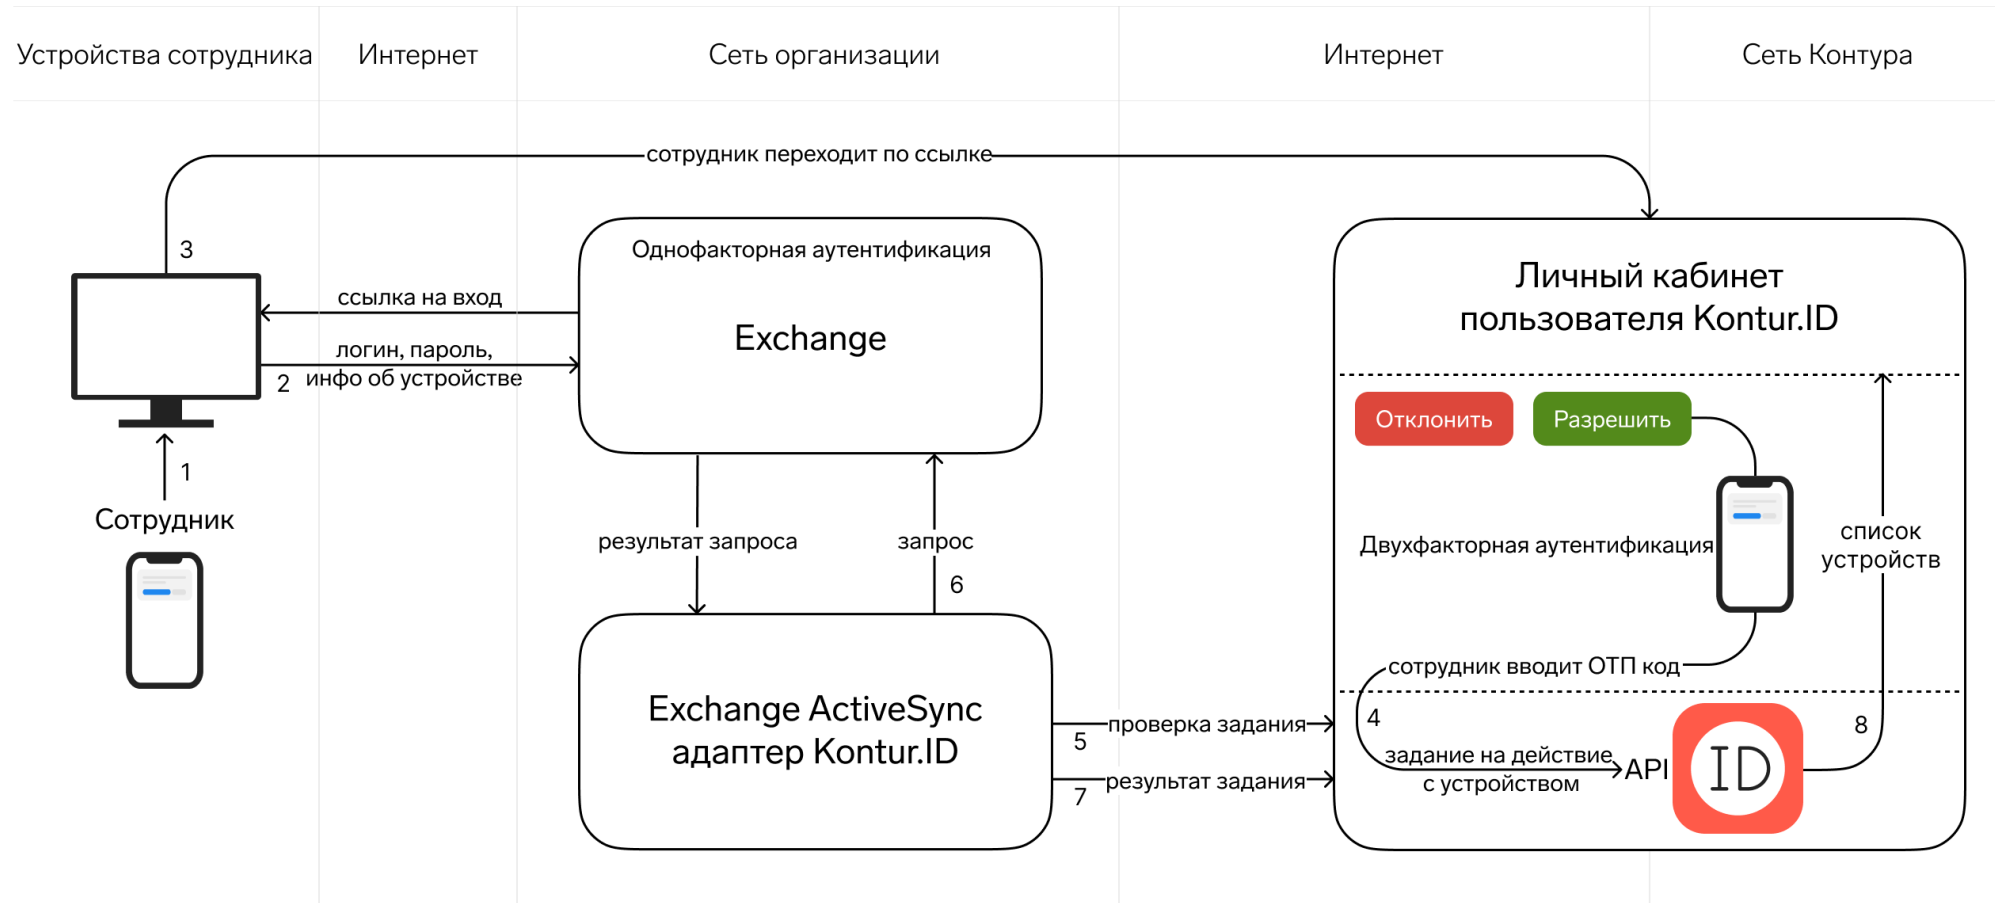 Устройства сотрудника
Интернет
Сеть организации
Интернет
Сеть Контура
сотрудник переходит по ссылке
3
Однофакторная аутентификация
Exchange
ссылка на вход
логин, пароль,
2 инфо об устройстве
1
Сотрудник
результат запроса
запрос
6
Exchange ActiveSync
адаптер Kontur.ID
проверка задания
5
результат задания
7
Личный кабинет
пользователя Kontur.ID
Отклонить
Разрешить
Двухфакторная аутентификация
список
устройств
сотрудник вводит ОТП код
4
задание на действие
с устройством
API
ID
8